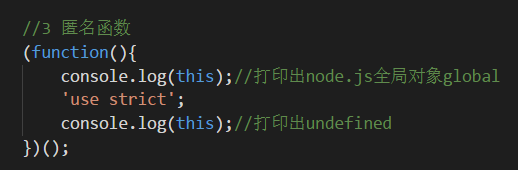 //3 匿名函数
(function(){
console.log(this);//打印出node.js全局对象global
'use strict';
console.log(this);//打印出undefined
})();